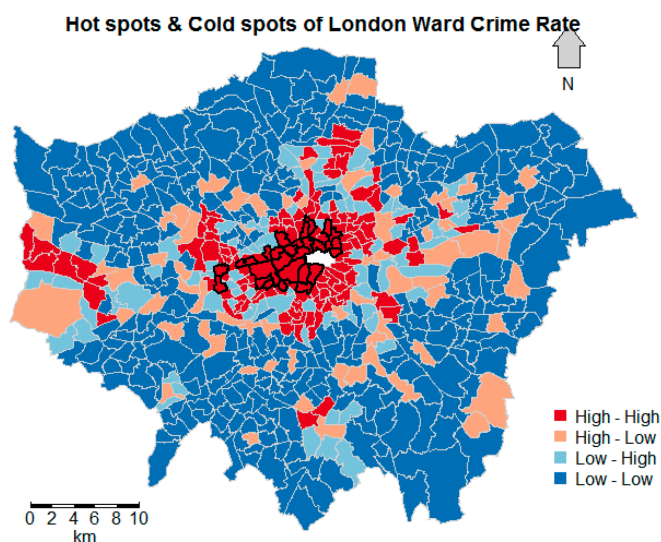 Hot spots & Cold spots of London Ward Crime Rate
N
High - High
High - Low
Low - High
Low - Low
0 2 4 6 8 10
km